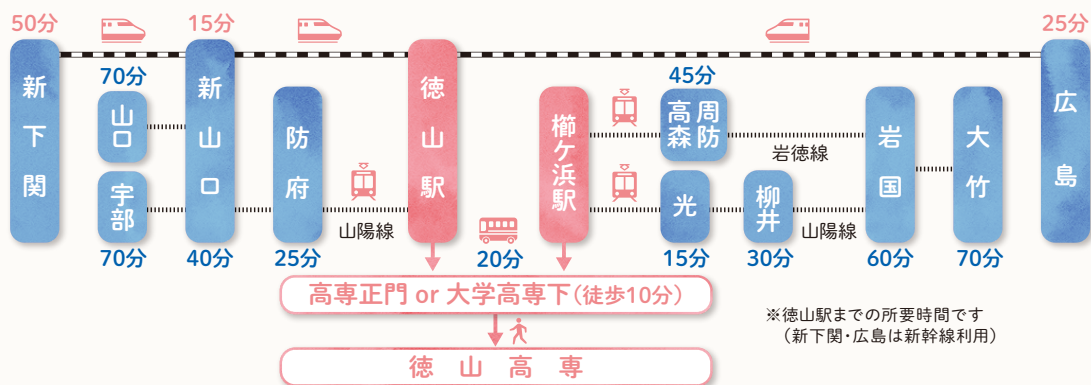 50分
15分
25分
新下関
70分
山口
宇部
70分
新山口
40分
防府
25分
山陽線
徳山駅
20分
櫛ケ浜駅
45分
周防高森
岩徳線
光
15分
柳井
30分
山陽線
岩国
60分
大竹
70分
広島
高専正門 or 大学高専下(徒歩10分)
徳山高専
※徳山駅までの所要時間です
(新下関・広島は新幹線利用)